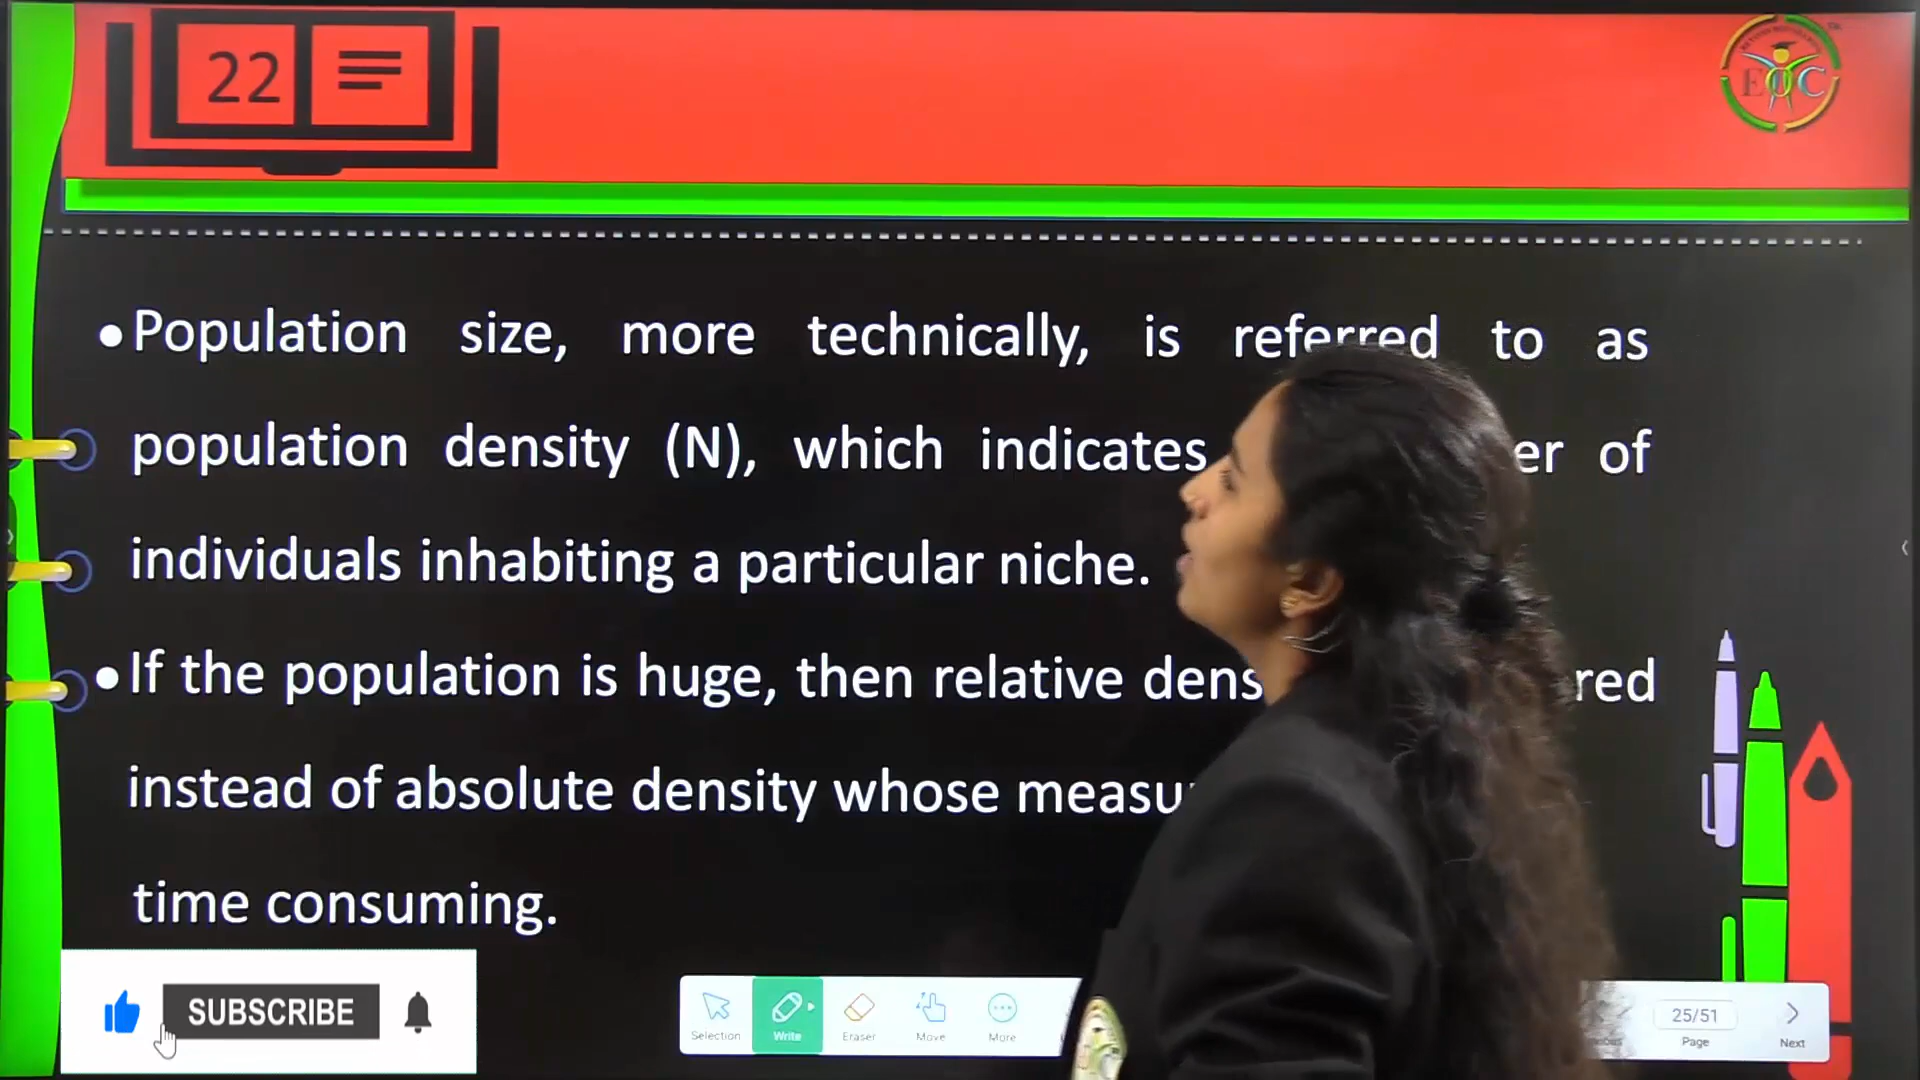 22
EOC
•Population size, more technically, is referred to as
population density (N), which indicates er of
individuals inhabiting a particular niche.
•If the population is huge, then relative dens red
instead of absolute density whose measu
time consuming.
SUBSCRIBE
Selection Write Eraser Move More 25/51 Page Next